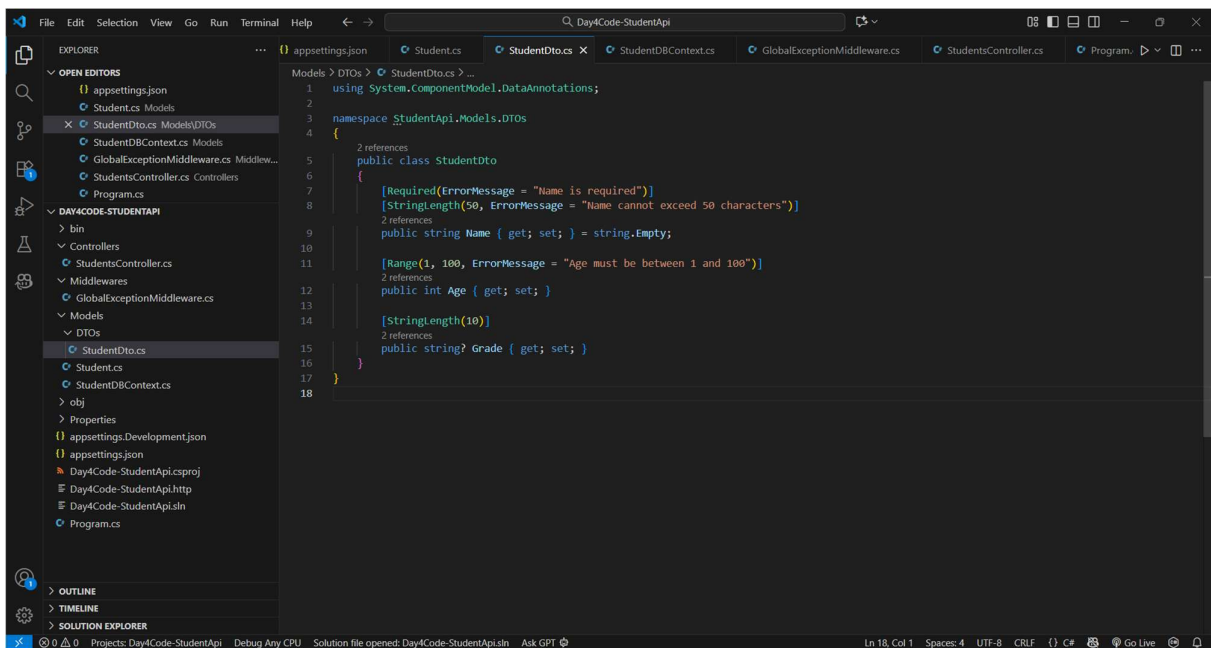 File Edit Selection View Go Run Terminal Help
Day4Code-StudentApi
EXPLORER
OPEN EDITORS
{} appsettings.json
Student.cs Models
StudentDto.cs Models\DTOs
StudentDBContext.cs Models
GlobalExceptionMiddleware.cs Middlew...
StudentsController.cs Controllers
Program.cs
DAY4CODE-STUDENTAPI
bin
Controllers
StudentsController.cs
Middlewares
GlobalExceptionMiddleware.cs
Models
DTOs
StudentDto.cs
Student.cs
StudentDBContext.cs
obj
Properties
{} appsettings.Development.json
{} appsettings.json
Day4Code-StudentApi.csproj
Day4Code-StudentApi.http
Day4Code-StudentApi.sln
Program.cs
OUTLINE
TIMELINE
SOLUTION EXPLORER
1
1
{} appsettings.json Student.cs StudentDto.cs StudentDBContext.cs GlobalExceptionMiddleware.cs StudentsController.cs Program.
Models > DTOs > StudentDto.cs > ...
1 using System.ComponentModel.DataAnnotations;
2
3 namespace StudentApi.Models.DTOs
4 {
2 references
5 public class StudentDto
6 {
7 [Required(ErrorMessage = "Name is required")]
8 [StringLength(50, ErrorMessage = "Name cannot exceed 50 characters")]
2 references
9 public string Name { get; set; } = string.Empty;
10
11 [Range(1, 100, ErrorMessage = "Age must be between 1 and 100")]
2 references
12 public int Age { get; set; }
13
14 [StringLength(10)]
2 references
15 public string? Grade { get; set; }
16 }
17 }
18
0 0 Projects: Day4Code-StudentApi Debug Any CPU Solution file opened: Day4Code-StudentApi.sln Ask GPT Ln 18, Col 1 Spaces: 4 UTF-8 CRLF {} C# Go Live